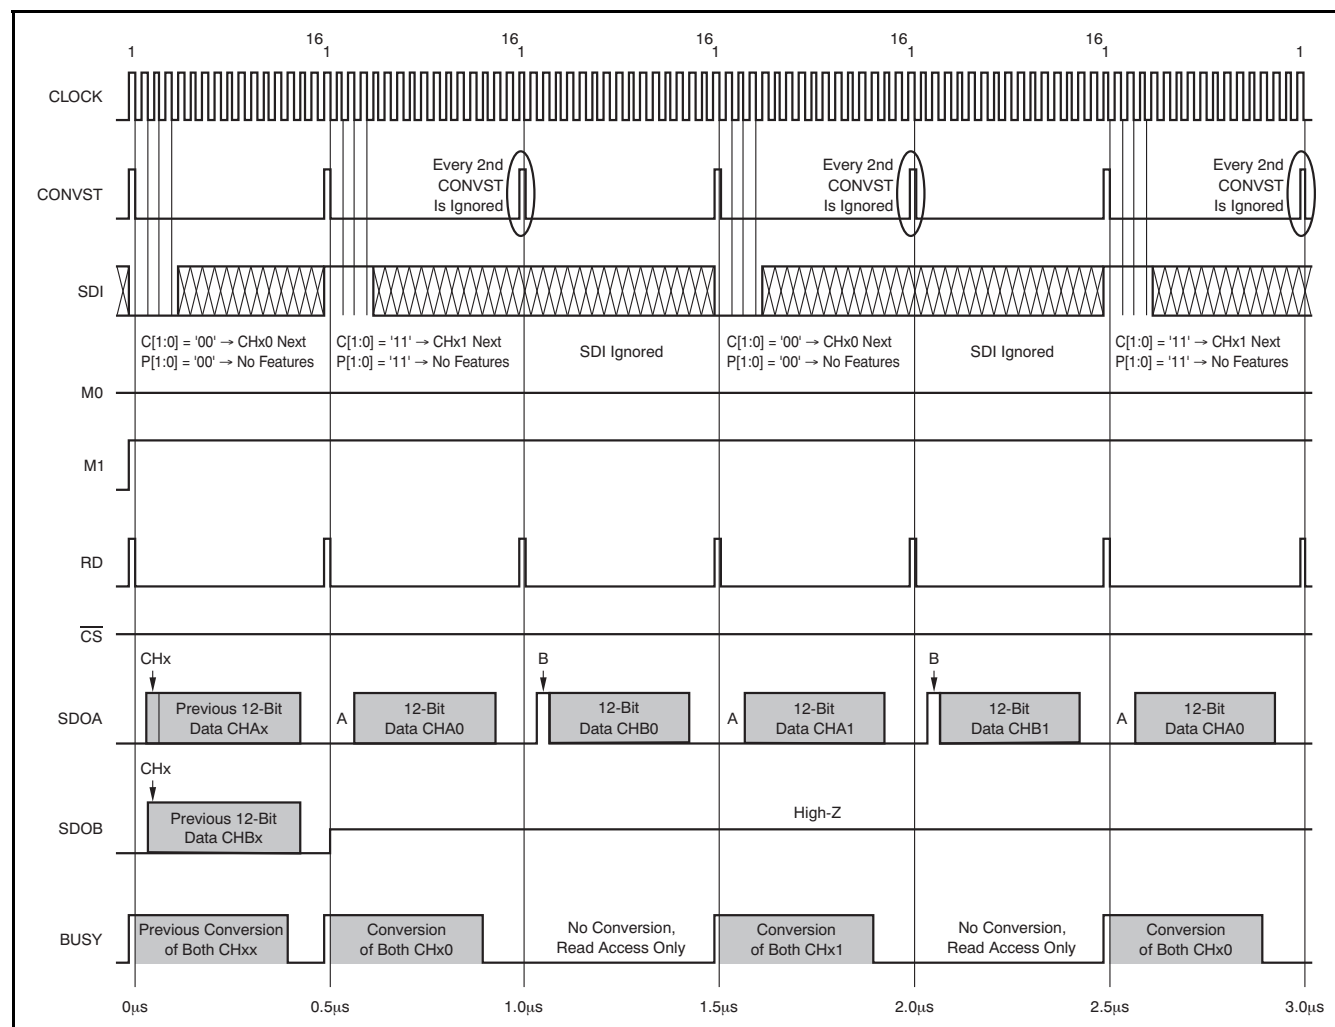 16 16 16 16 16
1 1 1 1 1 1 1
CLOCK
Every 2nd
CONVST
Is Ignored
Every 2nd
CONVST
Is Ignored
Every 2nd
CONVST
Is Ignored
CONVST
SDI
C[1:0] = '00' → CHx0 Next
P[1:0] = '00' → No Features
C[1:0] = '11' → CHx1 Next
P[1:0] = '11' → No Features
SDI Ignored
C[1:0] = '00' → CHx0 Next
P[1:0] = '00' → No Features
SDI Ignored
C[1:0] = '11' → CHx1 Next
P[1:0] = '11' → No Features
M0
M1
RD
CS
CHx
B
B
SDOA
Previous 12-Bit
Data CHAx
A
12-Bit
Data CHA0
12-Bit
Data CHB0
A
12-Bit
Data CHA1
12-Bit
Data CHB1
A
12-Bit
Data CHA0
CHx
SDOB
Previous 12-Bit
Data CHBx
High-Z
BUSY
Previous Conversion
of Both CHxx
Conversion
of Both CHx0
No Conversion,
Read Access Only
Conversion
of Both CHx1
No Conversion,
Read Access Only
Conversion
of Both CHx0
0μs 0.5μs 1.0μs 1.5μs 2.0μs 2.5μs 3.0μs